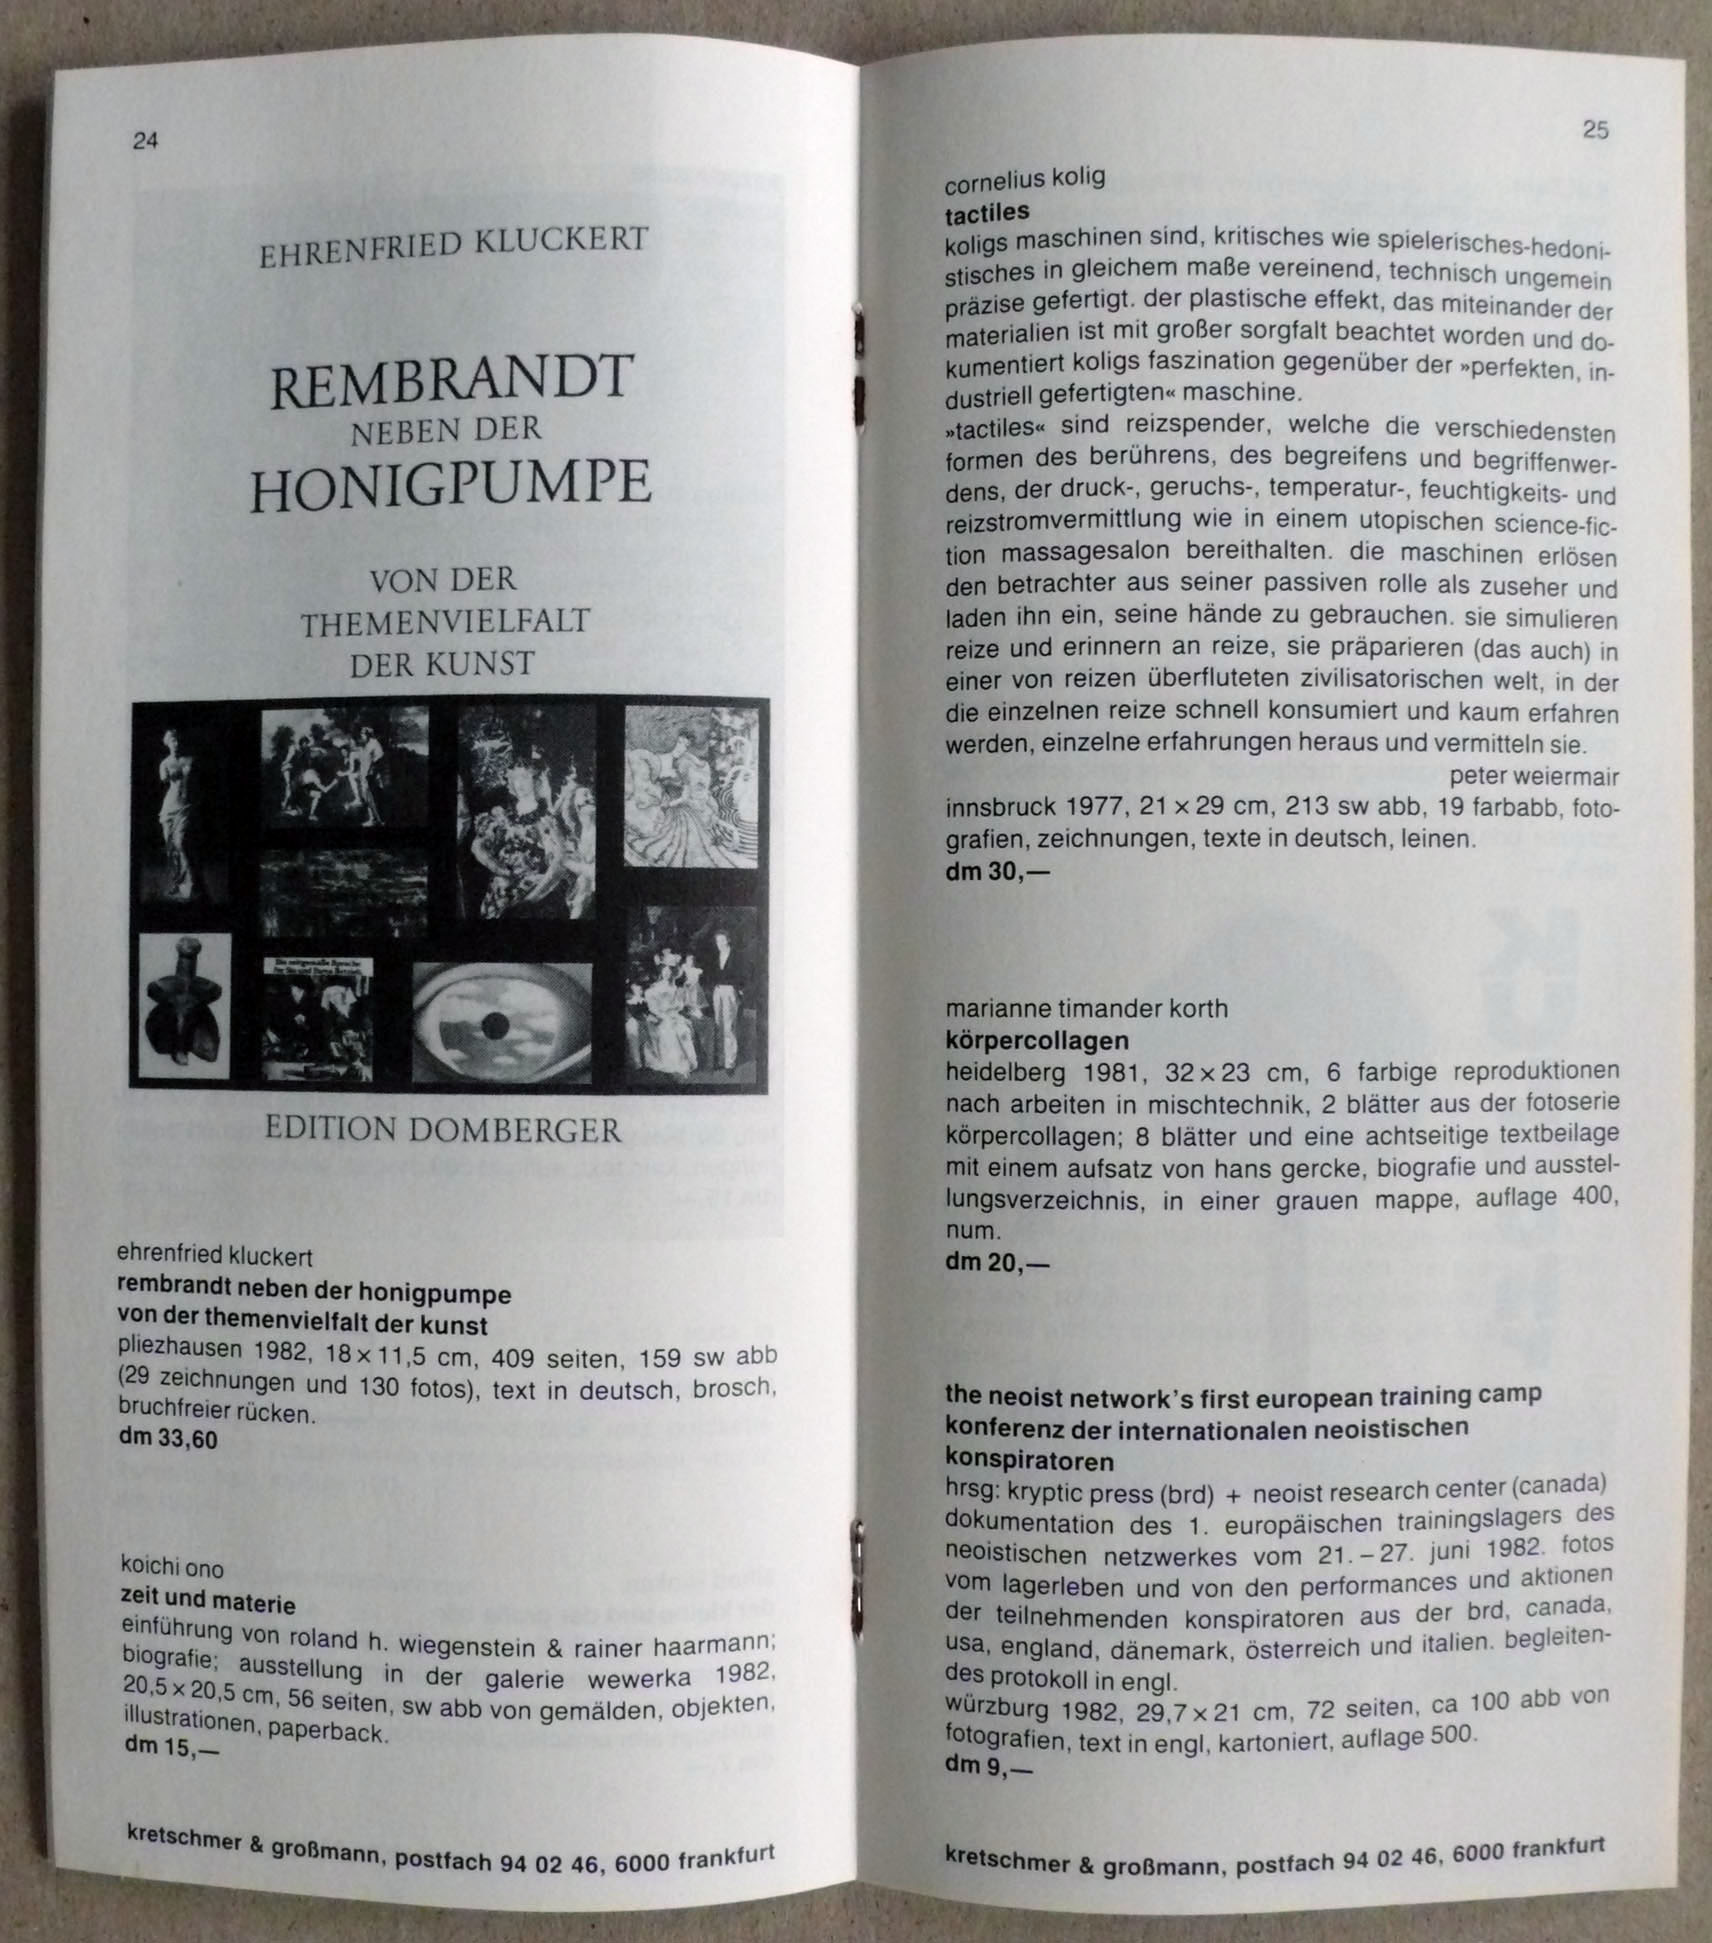 24
EHRENFRIED KLUCKERT
REMBRANDT
NEBEN DER
HONIGPUMPE
VON DER
THEMENVIELFALT
DER KUNST
Die zeitgemäße Sprache
für Sie und Ihren Betrieb
EDITION DOMBERGER
ehrenfried kluckert
rembrandt neben der honigpumpe
von der themenvielfalt der kunst
pliezhausen 1982, 18 × 11,5 cm, 409 seiten, 159 sw abb
(29 zeichnungen und 130 fotos), text in deutsch, brosch,
bruchfreier rücken.
dm 33,60
koichi ono
zeit und materie
einführung von roland h. wiegenstein & rainer haarmann;
biografie; ausstellung in der galerie wewerka 1982,
20,5 × 20,5 cm, 56 seiten, sw abb von gemälden, objekten,
illustrationen, paperback.
dm 15,—
kretschmer & großmann, postfach 94 02 46, 6000 frankfurt
25
cornelius kolig
tactiles
koligs maschinen sind, kritisches wie spielerisches-hedoni-
stisches in gleichem maße vereinend, technisch ungemein
präzise gefertigt. der plastische effekt, das miteinander der
materialien ist mit großer sorgfalt beachtet worden und do-
kumentiert koligs faszination gegenüber der »perfekten, in-
dustriell gefertigten« maschine.
»tactiles« sind reizspender, welche die verschiedensten
formen des berührens, des begreifens und begriffenwer-
dens, der druck-, geruchs-, temperatur-, feuchtigkeits- und
reizstromvermittlung wie in einem utopischen science-fic-
tion massagesalon bereithalten. die maschinen erlösen
den betrachter aus seiner passiven rolle als zuseher und
laden ihn ein, seine hände zu gebrauchen. sie simulieren
reize und erinnern an reize, sie präparieren (das auch) in
einer von reizen überfluteten zivilisatorischen welt, in der
die einzelnen reize schnell konsumiert und kaum erfahren
werden, einzelne erfahrungen heraus und vermitteln sie.
peter weiermair
innsbruck 1977, 21 × 29 cm, 213 sw abb, 19 farbabb, foto-
grafien, zeichnungen, texte in deutsch, leinen.
dm 30,—
marianne timander korth
körpercollagen
heidelberg 1981, 32 × 23 cm, 6 farbige reproduktionen
nach arbeiten in mischtechnik, 2 blätter aus der fotoserie
körpercollagen; 8 blätter und eine achtseitige textbeilage
mit einem aufsatz von hans gercke, biografie und ausstel-
lungsverzeichnis, in einer grauen mappe, auflage 400,
num.
dm 20,—
the neoist network's first european training camp
konferenz der internationalen neoistischen
konspiratoren
hrsg: kryptic press (brd) + neoist research center (canada)
dokumentation des 1. europäischen trainingslagers des
neoistischen netzwerkes vom 21. – 27. juni 1982. fotos
vom lagerleben und von den performances und aktionen
der teilnehmenden konspiratoren aus der brd, canada,
usa, england, dänemark, österreich und italien. begleiten-
des protokoll in engl.
würzburg 1982, 29,7 × 21 cm, 72 seiten, ca 100 abb von
fotografien, text in engl, kartoniert, auflage 500.
dm 9,—
kretschmer & großmann, postfach 94 02 46, 6000 frankfurt